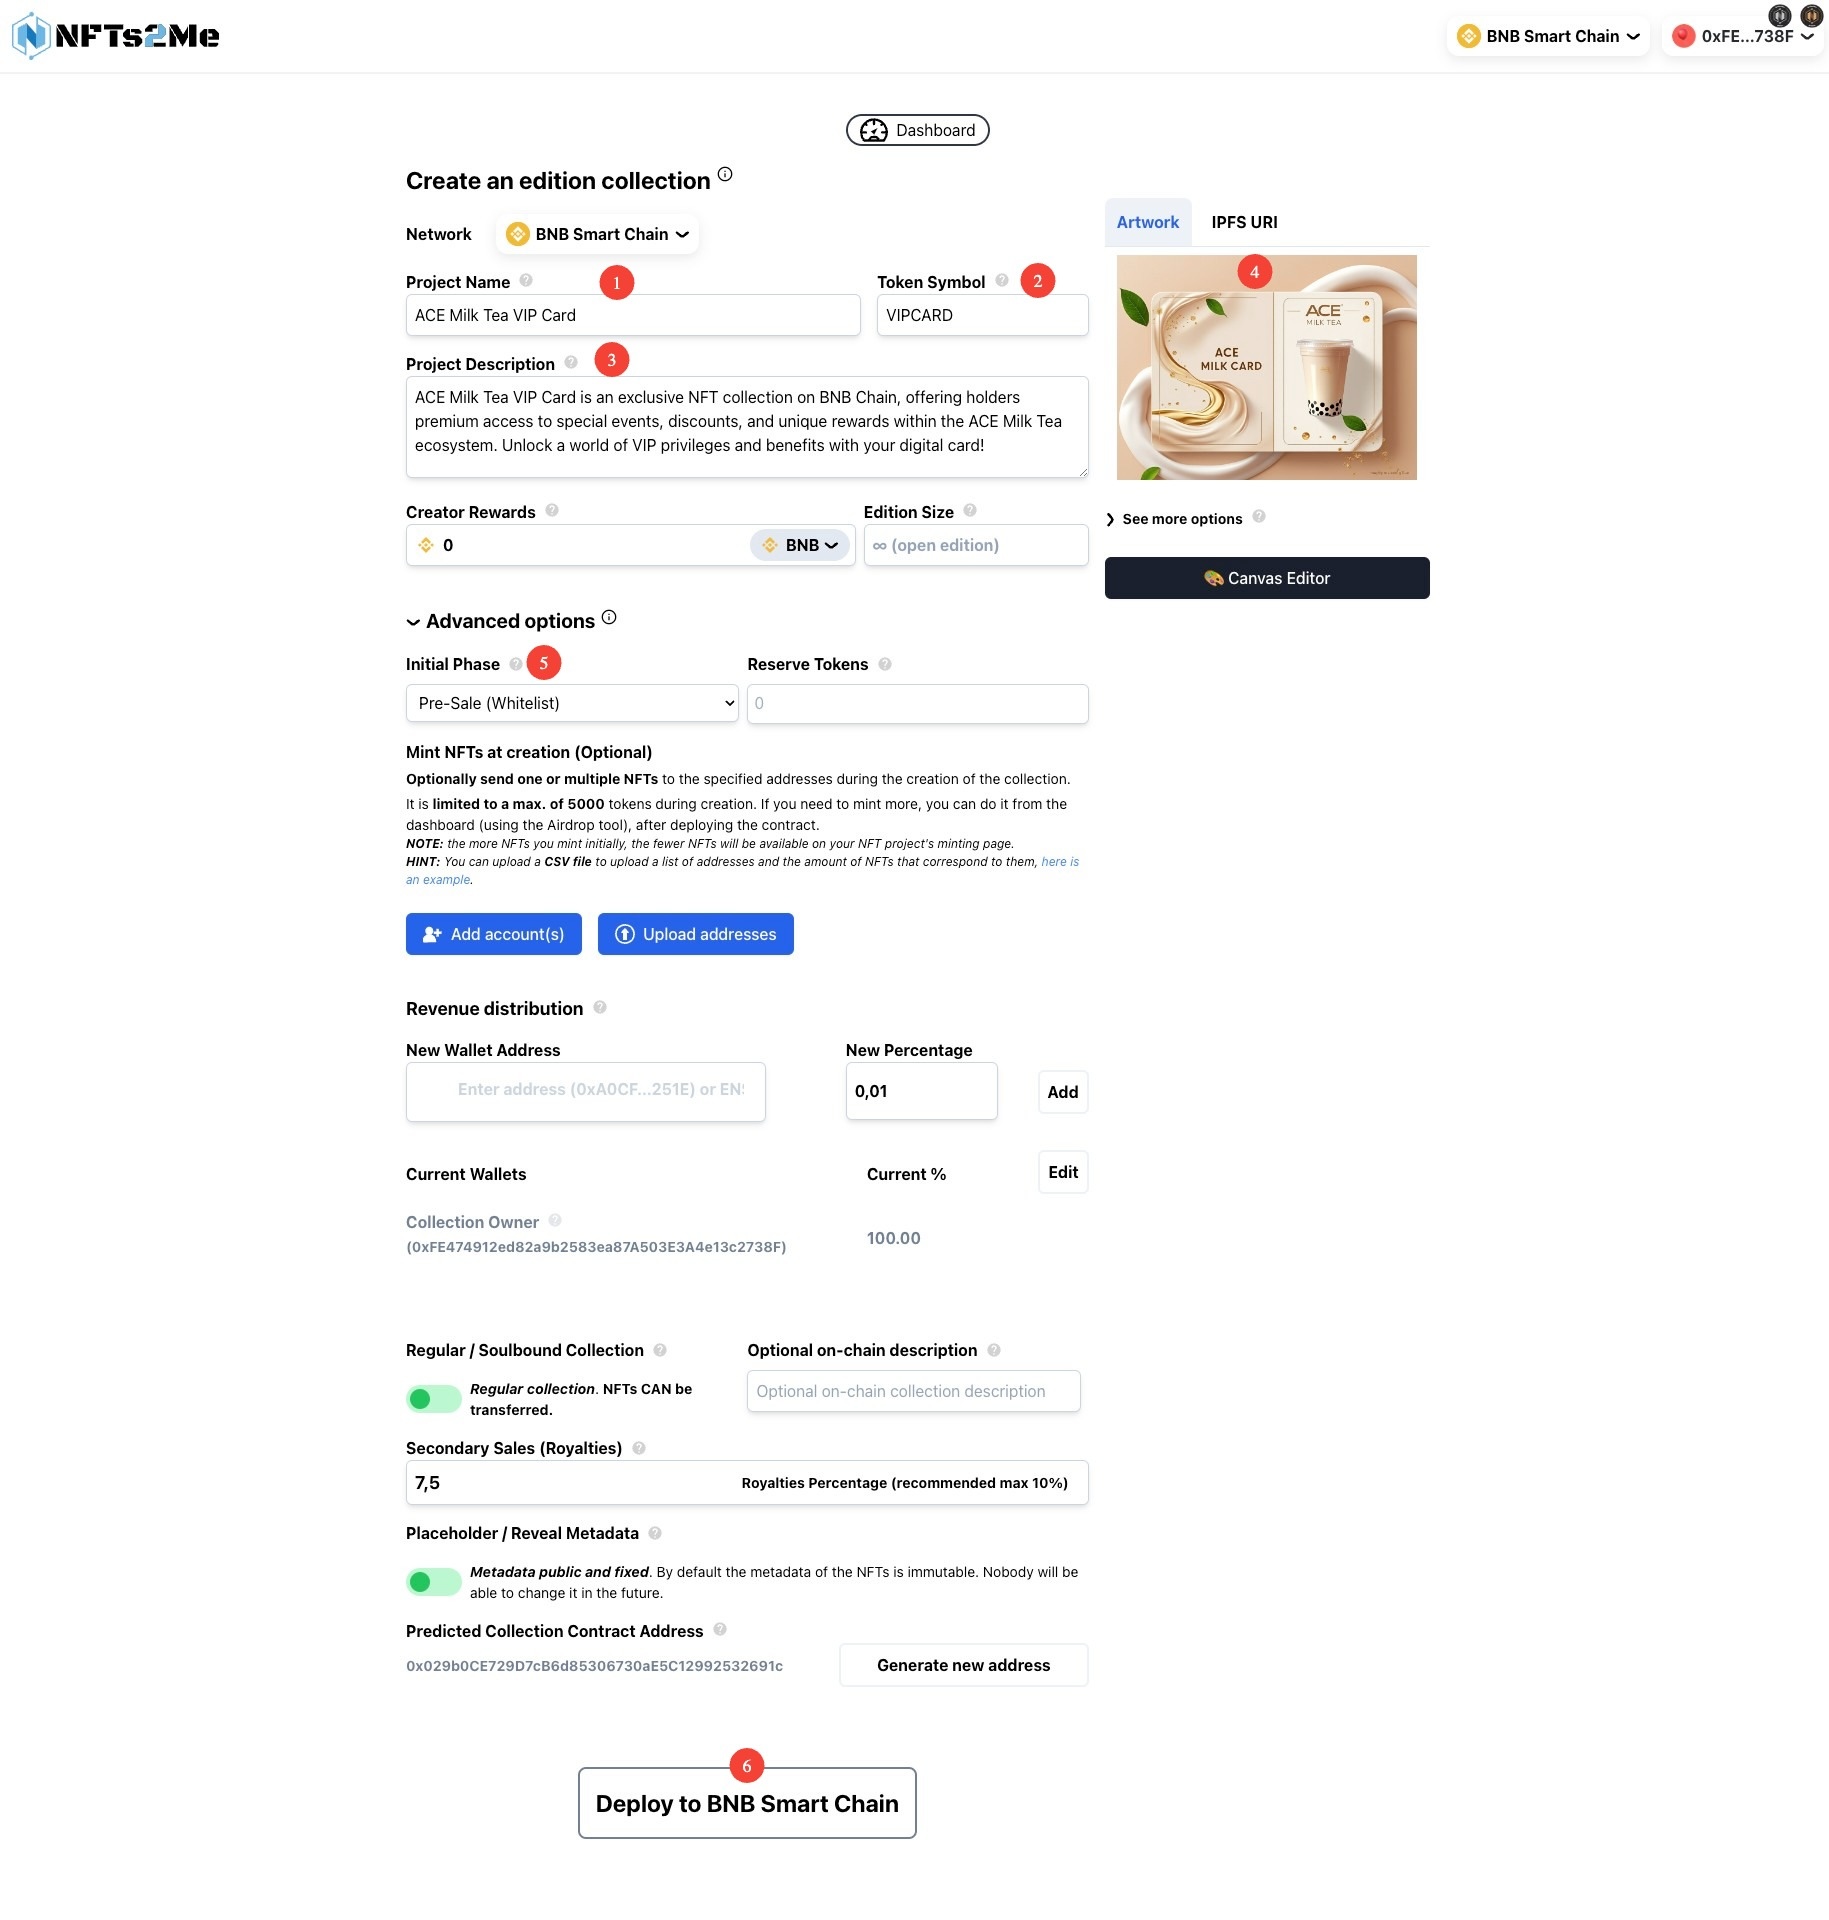 NFTs2Me
BNB Smart Chain
0xFE...738F
Dashboard
Create an edition collection
Network
BNB Smart Chain
Project Name
1
Token Symbol
2
ACE Milk Tea VIP Card
VIPCARD
Project Description
3
ACE Milk Tea VIP Card is an exclusive NFT collection on BNB Chain, offering holders
premium access to special events, discounts, and unique rewards within the ACE Milk Tea
ecosystem. Unlock a world of VIP privileges and benefits with your digital card!
Creator Rewards
Edition Size
0
BNB
∞ (open edition)
Artwork
IPFS URI
4
ACE
MILK CARD
ACE
MILK TEA
See more options
Canvas Editor
Advanced options
Initial Phase
5
Reserve Tokens
Pre-Sale (Whitelist)
0
Mint NFTs at creation (Optional)
Optionally send one or multiple NFTs to the specified addresses during the creation of the collection.
It is limited to a max. of 5000 tokens during creation. If you need to mint more, you can do it from the
dashboard (using the Airdrop tool), after deploying the contract.
NOTE: the more NFTs you mint initially, the fewer NFTs will be available on your NFT project's minting page.
HINT: You can upload a CSV file to upload a list of addresses and the amount of NFTs that correspond to them, here is
an example.
Add account(s)
Upload addresses
Revenue distribution
New Wallet Address
New Percentage
Enter address (0xA0CF...251E) or EN
0,01
Add
Current Wallets
Current %
Edit
Collection Owner
(0xFE474912ed82a9b2583ea87A503E3A4e13c2738F)
100.00
Regular / Soulbound Collection
Optional on-chain description
Regular collection. NFTs CAN be
transferred.
Optional on-chain collection description
Secondary Sales (Royalties)
7,5
Royalties Percentage (recommended max 10%)
Placeholder / Reveal Metadata
Metadata public and fixed. By default the metadata of the NFTs is immutable. Nobody will be
able to change it in the future.
Predicted Collection Contract Address
0x029b0CE729D7cB6d85306730aE5C12992532691c
Generate new address
6
Deploy to BNB Smart Chain